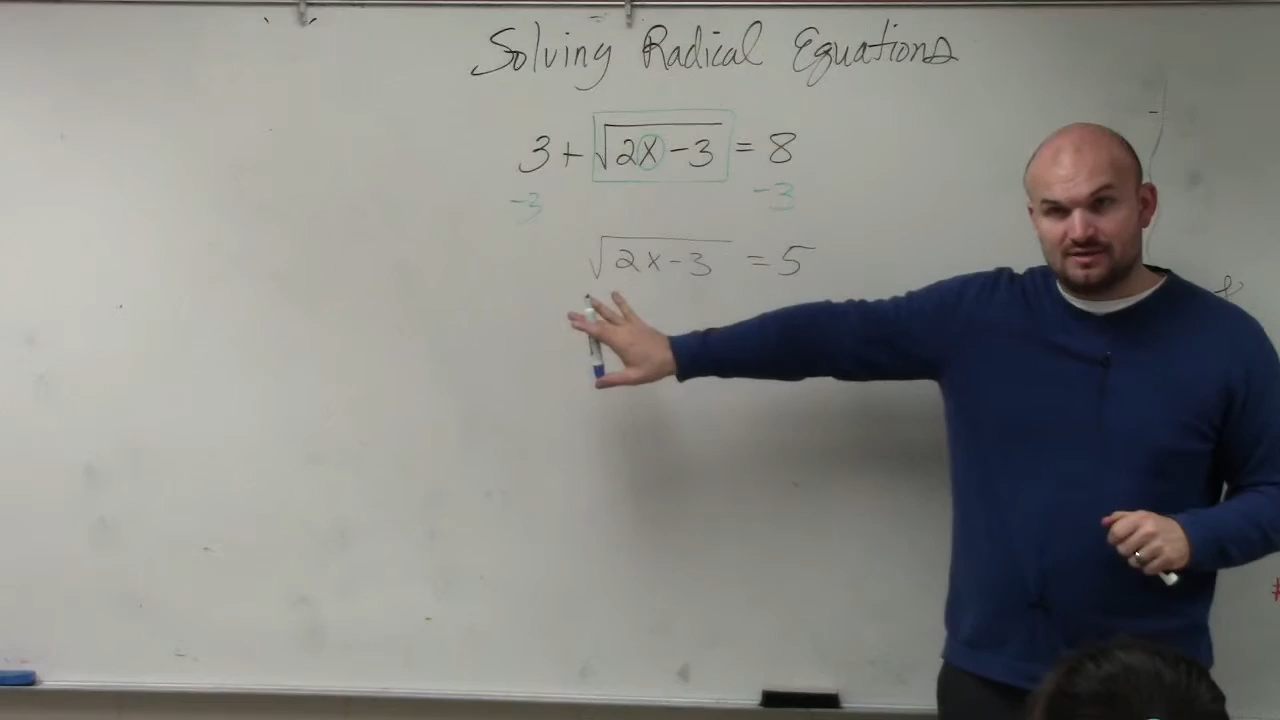 Solving Radical Equations
3 + √2x - 3 = 8
-3 -3
√2x - 3 = 5